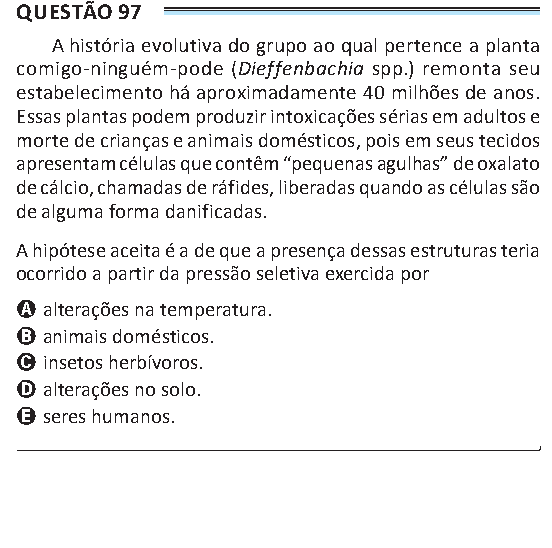 QUESTÃO 97
A história evolutiva do grupo ao qual pertence a planta
comigo-ninguém-pode (Dieffenbachia spp.) remonta seu
estabelecimento há aproximadamente 40 milhões de anos.
Essas plantas podem produzir intoxicações sérias em adultos e
morte de crianças e animais domésticos, pois em seus tecidos
apresentam células que contêm “pequenas agulhas” de oxalato
de cálcio, chamadas de ráfides, liberadas quando as células são
de alguma forma danificadas.
A hipótese aceita é a de que a presença dessas estruturas teria
ocorrido a partir da pressão seletiva exercida por
A alterações na temperatura.
B animais domésticos.
C insetos herbívoros.
D alterações no solo.
E seres humanos.